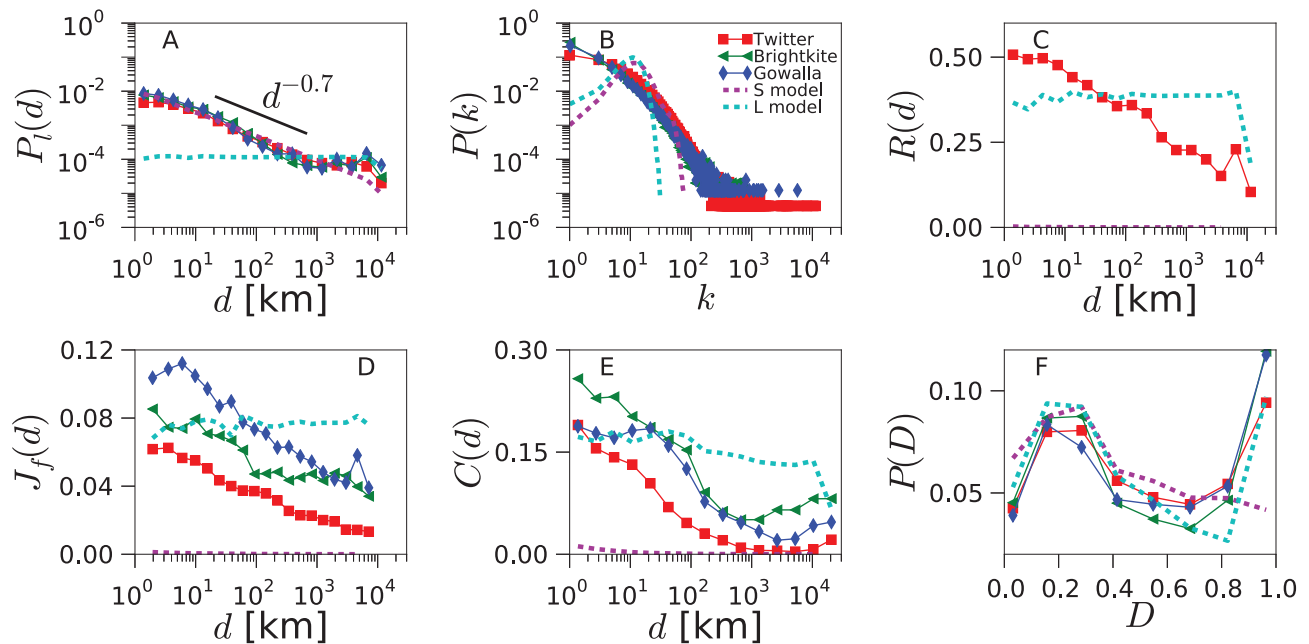 A
B
C
Twitter
Brightkite
Gowalla
S model
L model
d^{-0.7}
P_l(d)
10^0
10^{-2}
10^{-4}
10^{-6}
10^0 10^1 10^2 10^3 10^4
d [km]
P(k)
10^0
10^{-2}
10^{-4}
10^{-6}
10^0 10^1 10^2 10^3 10^4
k
R(d)
0.50
0.25
0.00
10^0 10^1 10^2 10^3 10^4
d [km]
D
E
F
J_f(d)
0.12
0.08
0.04
0.00
10^0 10^1 10^2 10^3 10^4
d [km]
C(d)
0.30
0.15
0.00
10^0 10^1 10^2 10^3 10^4
d [km]
P(D)
0.10
0.05
0.0 0.2 0.4 0.6 0.8 1.0
D